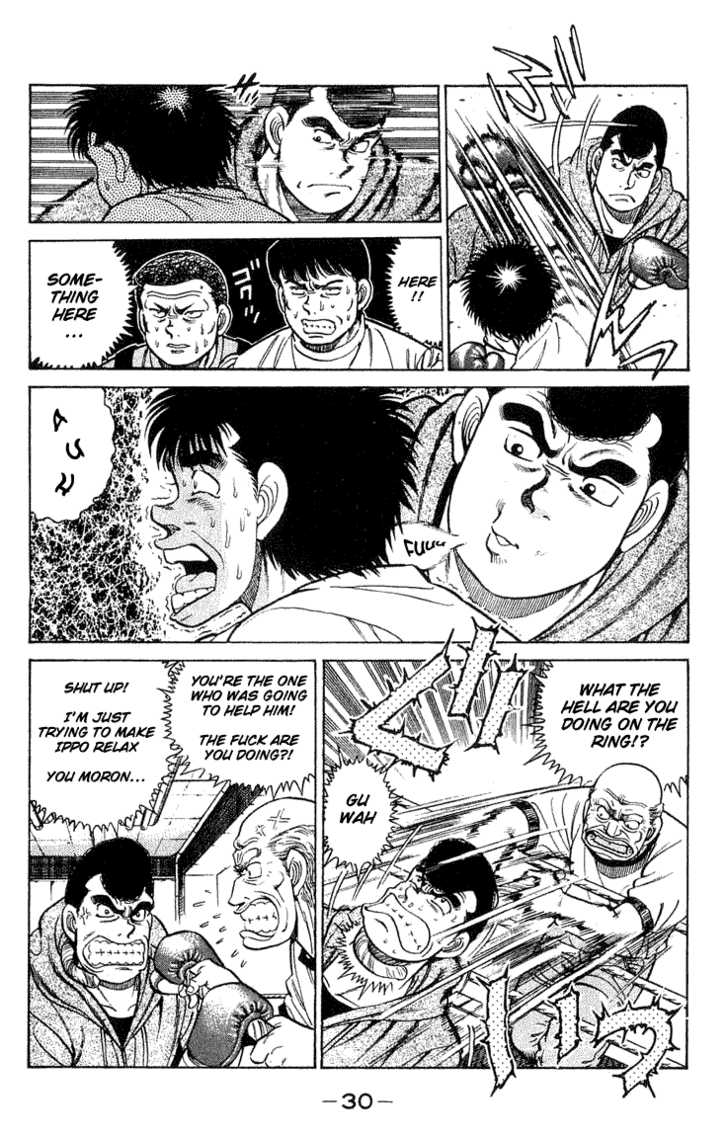 SOME-
THING
HERE
...
HERE
!!
FUUU
WHAT THE
HELL ARE YOU
DOING ON THE
RING!?
GU
WAH
YOU'RE THE ONE
WHO WAS GOING
TO HELP HIM!
THE FUCK ARE
YOU DOING?!
SHUT UP!
I'M JUST
TRYING TO MAKE
IPPO RELAX
YOU MORON...
-30-